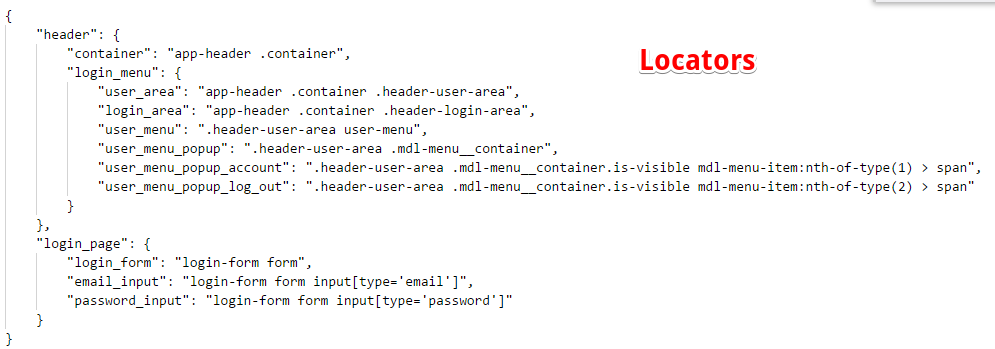 {
    "header": {
        "container": "app-header .container",
Locators
        "login_menu": {
            "user_area": "app-header .container .header-user-area",
            "login_area": "app-header .container .header-login-area",
            "user_menu": ".header-user-area user-menu",
            "user_menu_popup": ".header-user-area .mdl-menu__container",
            "user_menu_popup_account": ".header-user-area .mdl-menu__container.is-visible mdl-menu-item:nth-of-type(1) > span",
            "user_menu_popup_log_out": ".header-user-area .mdl-menu__container.is-visible mdl-menu-item:nth-of-type(2) > span"
        }
    },
    "login_page": {
        "login_form": "login-form form",
        "email_input": "login-form form input[type='email']",
        "password_input": "login-form form input[type='password']"
    }
}